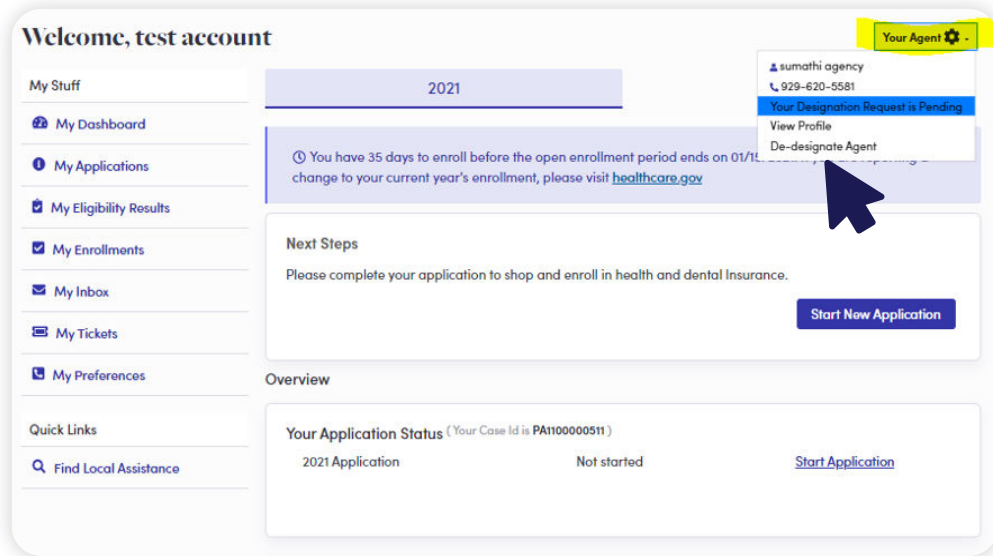 Welcome, test account
Your Agent
sumathi agency
929-620-5581
Your Designation Request is Pending
View Profile
De-designate Agent
My Stuff
My Dashboard
My Applications
My Eligibility Results
My Enrollments
My Inbox
My Tickets
My Preferences
Quick Links
Find Local Assistance
2021
You have 35 days to enroll before the open enrollment period ends on 01/15
change to your current year's enrollment, please visit healthcare.gov
Next Steps
Please complete your application to shop and enroll in health and dental Insurance.
Start New Application
Overview
Your Application Status ( Your Case Id is PA1100000511 )
2021 Application Not started Start Application